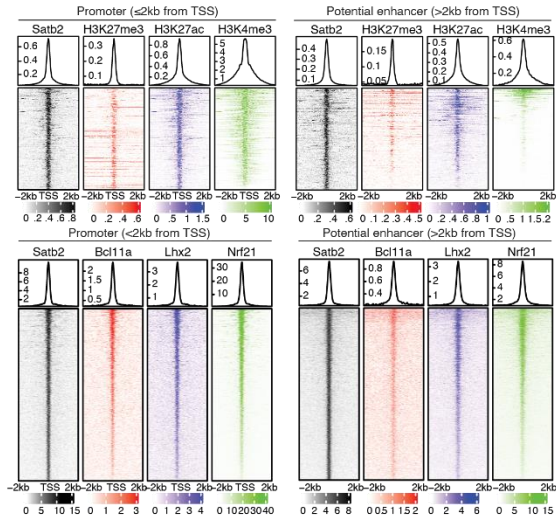 Promoter (≤2kb from TSS)
Satb2 H3K27me3 H3K27ac H3K4me3
0.6 0.4 0.2
0.3 0.2 0.1
0.8 0.6 0.4 0.2
5 4 3 2 1
−2kb TSS 2kb −2kb TSS 2kb −2kb TSS 2kb −2kb TSS 2kb
0 .2 .4 .6 .8 0 2 4 6 0 .5 1 1.5 0 5 10
Potential enhancer (>2kb from TSS)
Satb2 H3K27me3 H3K27ac H3K4me3
0.4 0.3 0.2 0.1
0.15 0.1 0.05
0.5 0.4 0.3 0.2 0.1
0.4 0.3 0.2 0.1
−2kb 2kb −2kb 2kb −2kb 2kb −2kb 2kb
0 .2 .4 .6 0 1.5 2.5 3.5 4.5 0 .2 .4 .6 .8 1 0 .5 1 1.5 2
Promoter (<2kb from TSS)
Satb2 Bcl11a Lhx2 Nrf21
8 6 4 2
2 1.5 1 0.5
3 2 1
30 20 10
−2kb TSS 2kb −2kb TSS 2kb −2kb TSS 2kb −2kb TSS 2kb
0 5 10 15 0 1 2 3 0 1 2 3 4 0 10 20 30 40
Potential enhancer (>2kb from TSS)
Satb2 Bcl11a Lhx2 Nrf21
6 4 2
0.8 0.6 0.4
3 2 1
8 6 4 2
−2kb 2kb −2kb 2kb −2kb 2kb −2kb 2kb
0 2 4 6 8 0 .5 1 1.5 2 0 2 4 6 0 5 10 15